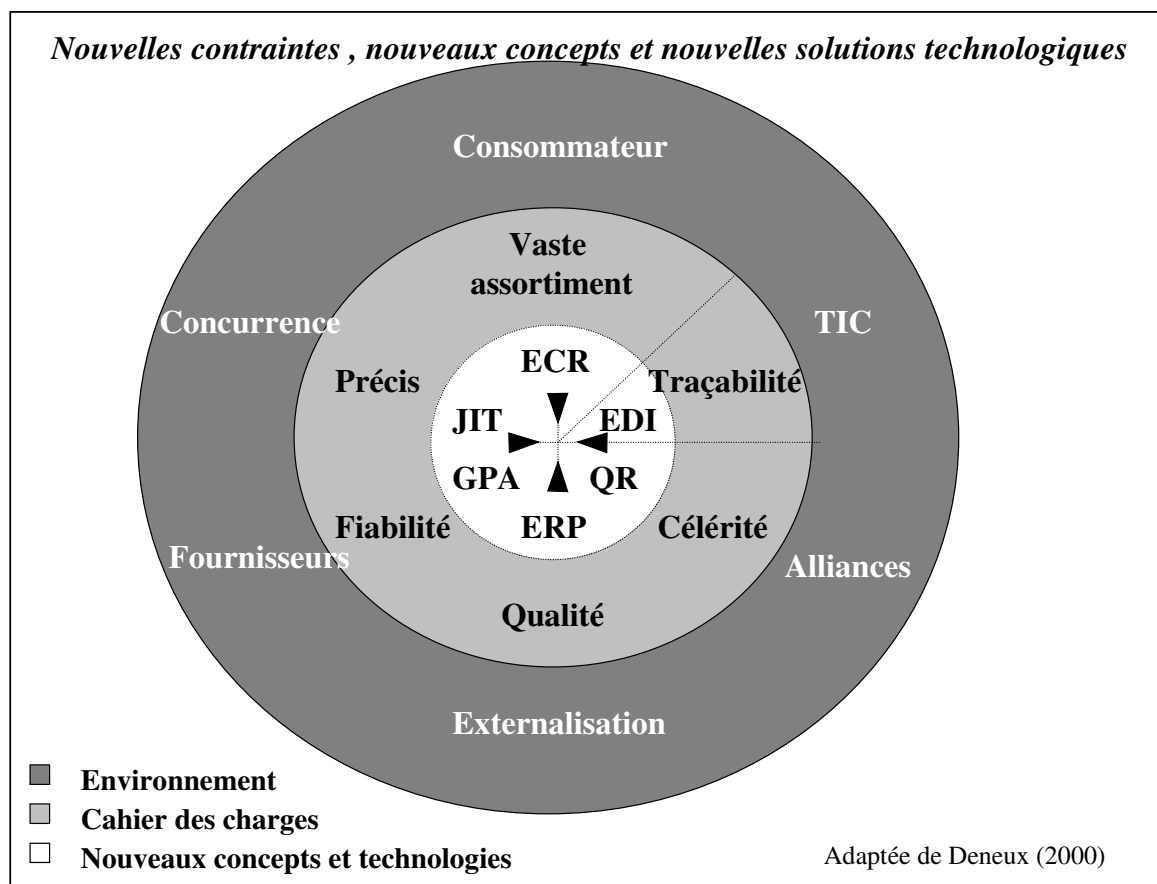 Nouvelles contraintes , nouveaux concepts et nouvelles solutions technologiques
Consommateur
Vaste
assortiment
Concurrence
TIC
ECR
Précis
Traçabilité
JIT
EDI
GPA
QR
Fiabilité
ERP
Célérité
Fournisseurs
Alliances
Qualité
Externalisation
Environnement
Cahier des charges
Nouveaux concepts et technologies
Adaptée de Deneux (2000)